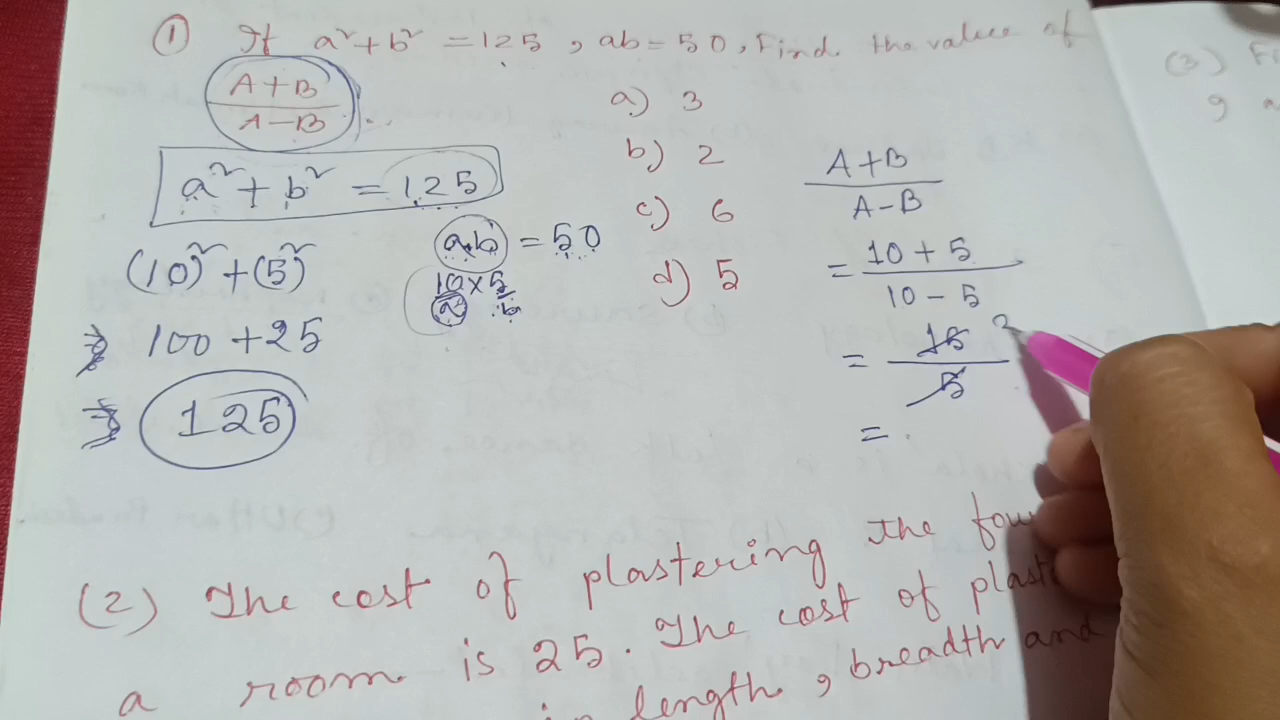 ① If a²+b² = 125, ab = 50, Find the value of
A+B
A-B
a) 3
b) 2
c) 6
d) 5
a² + b² = 125
(10)² + (5)²
100 + 25
125
a.b = 50
10 × 5
a b
A+B
A-B
= 10 + 5
10 - 5
= 15
5
=
(2) The cost of plastering the
a room is 25. The cost of
in length, breadth and
(3)
9